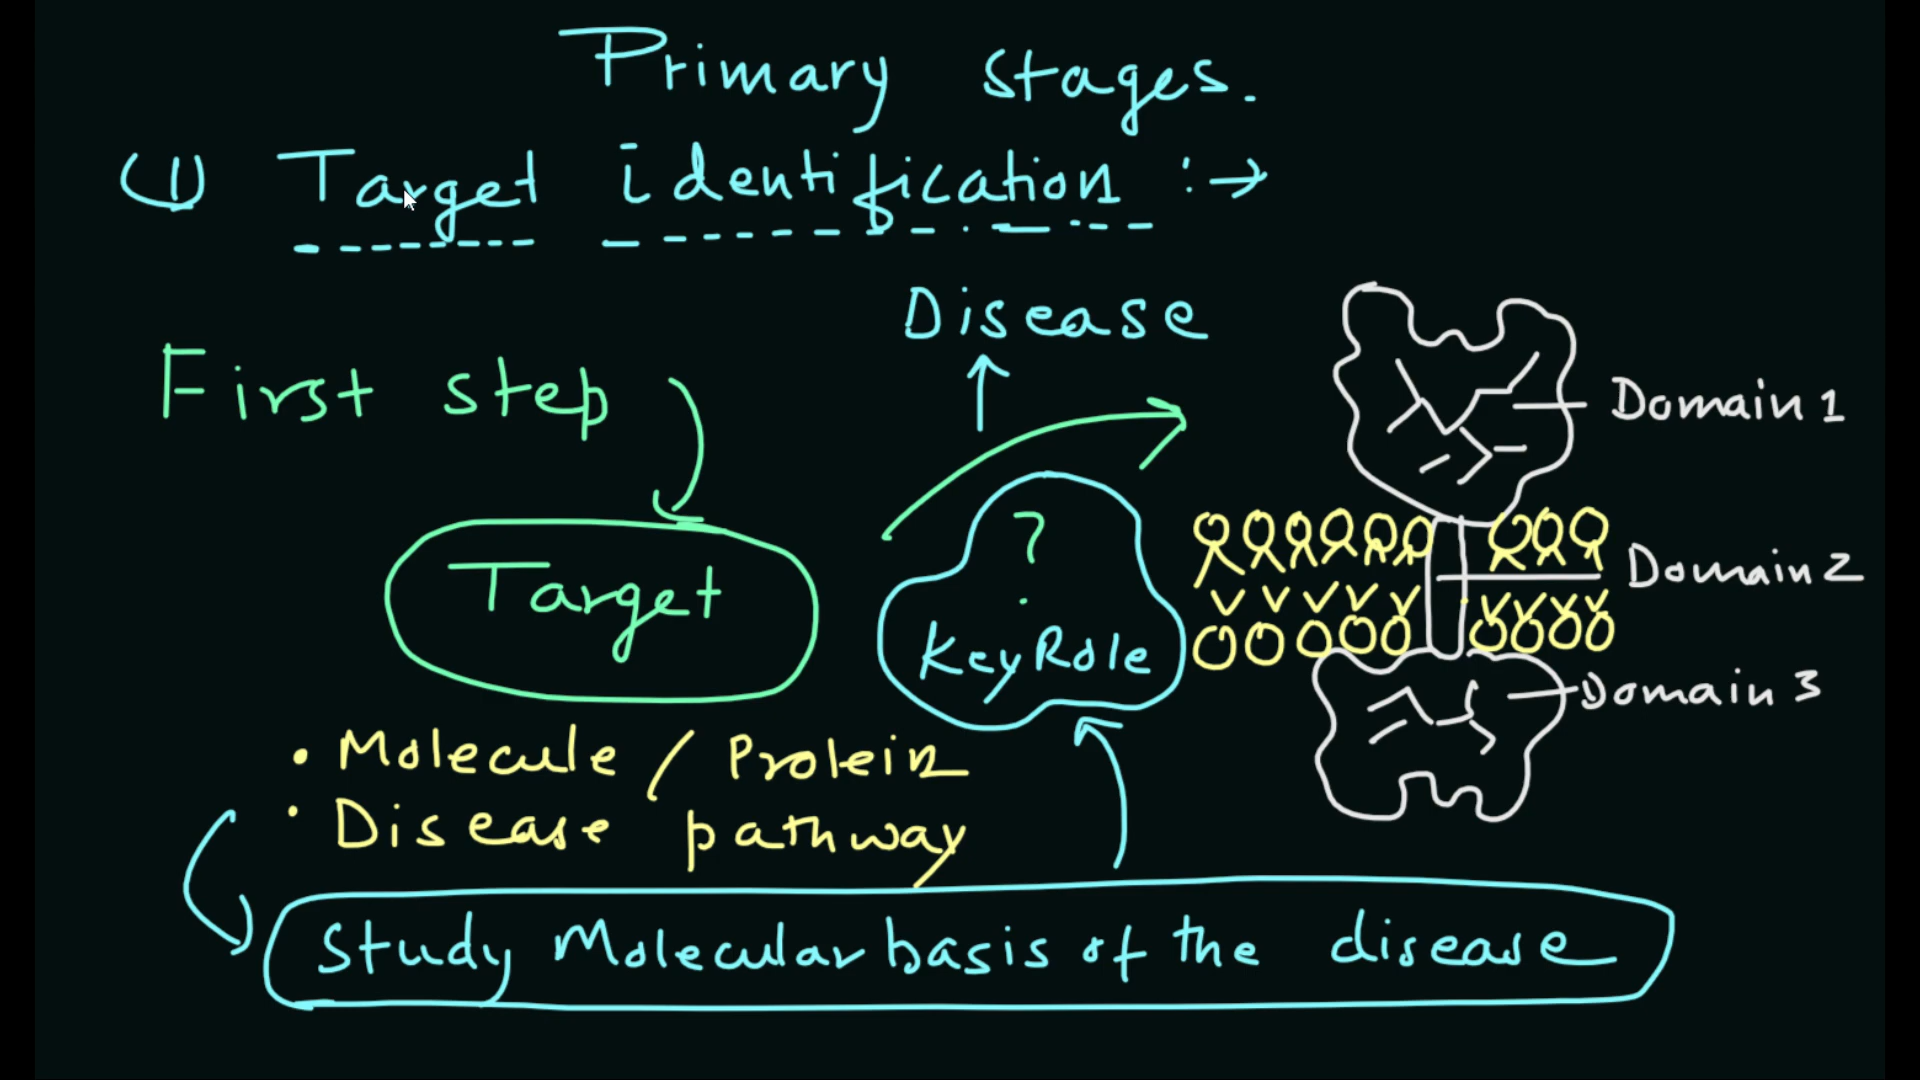 Primary stages.
(1) Target identification :→
Disease
First step
Domain 1
?
Domain 2
Target
Key Role
Domain 3
• Molecule / Protein
• Disease pathway
Study Molecular basis of the disease